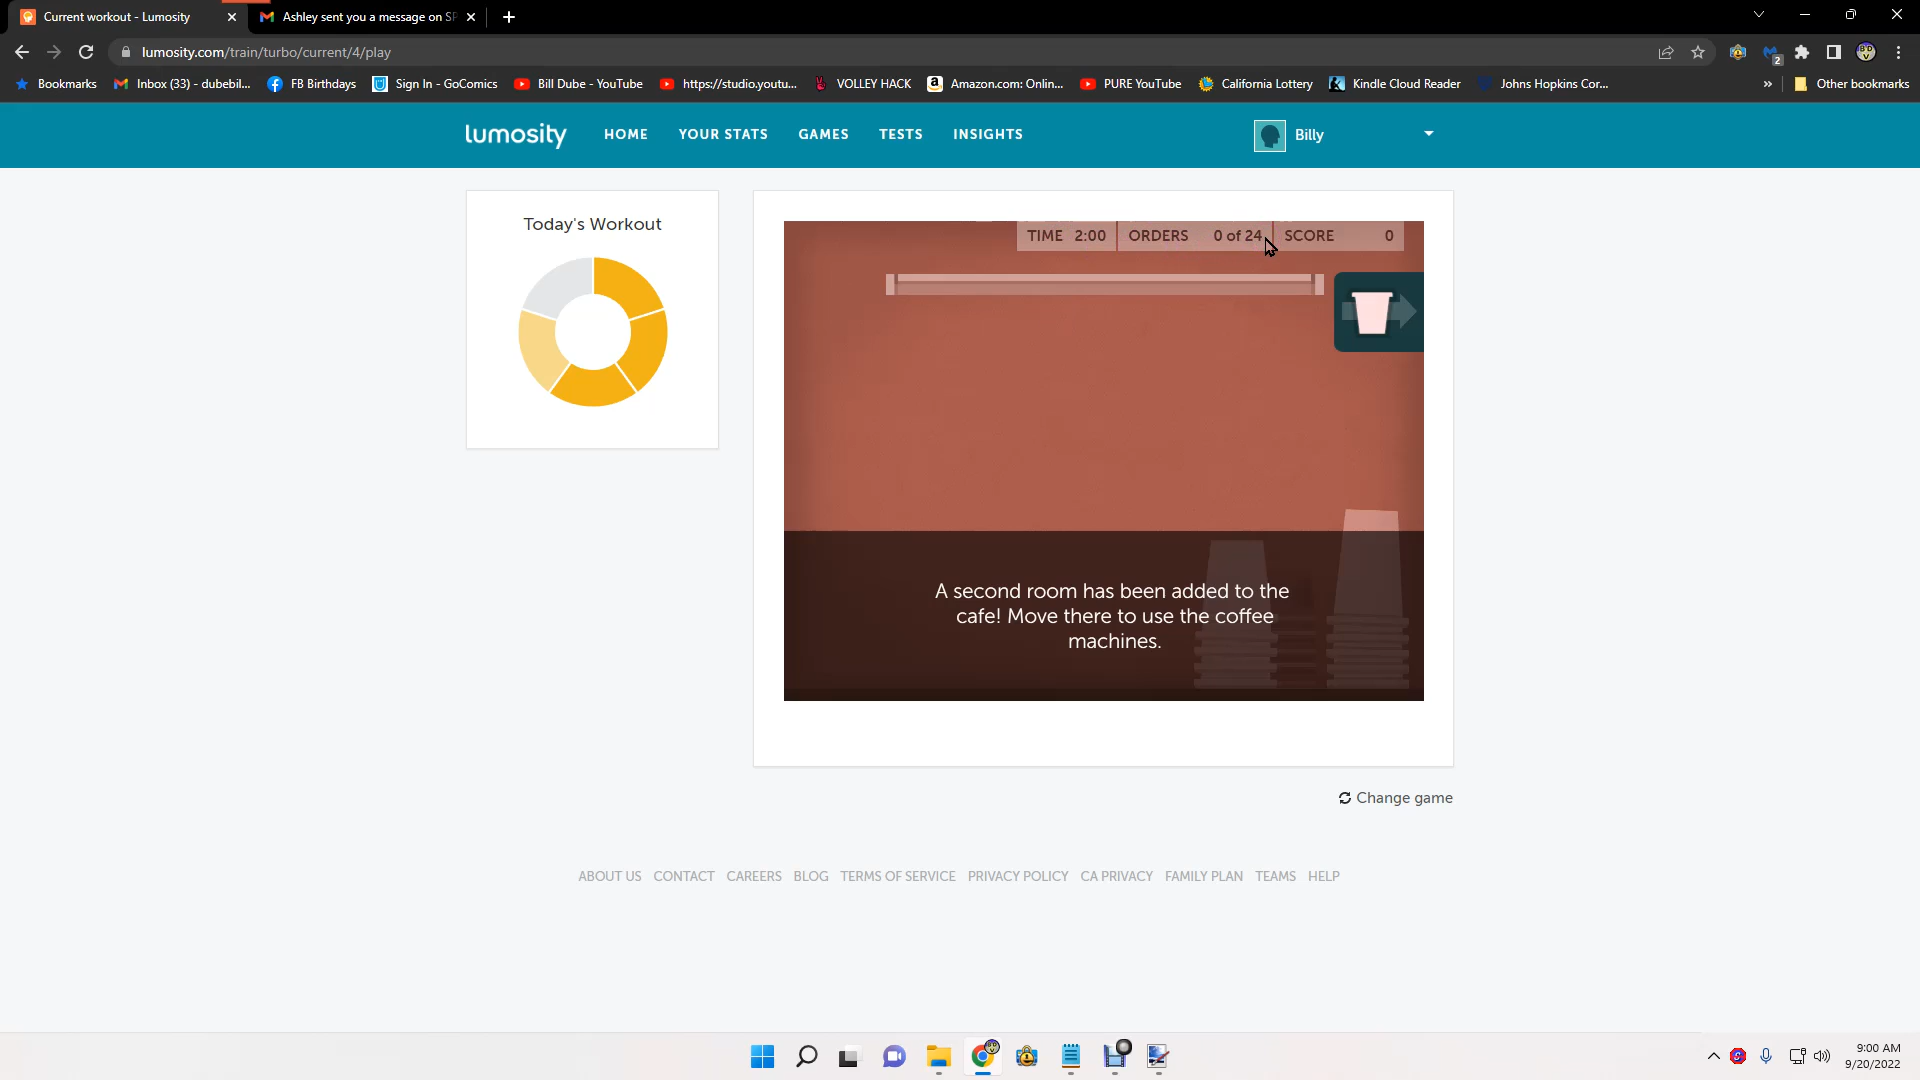 Current workout - Lumosity
Ashley sent you a message on SP
lumosity.com/train/turbo/current/4/play
2
Bookmarks
Inbox (33) - dubebil...
FB Birthdays
Sign In - GoComics
Bill Dube - YouTube
https://studio.youtu...
VOLLEY HACK
Amazon.com: Onlin...
PURE YouTube
California Lottery
Kindle Cloud Reader
Johns Hopkins Cor...
»
Other bookmarks
lumosity
HOME
YOUR STATS
GAMES
TESTS
INSIGHTS
Billy
Today's Workout
TIME 2:00
ORDERS 0 of 24
SCORE 0
A second room has been added to the
cafe! Move there to use the coffee
machines.
Change game
ABOUT US CONTACT CAREERS BLOG TERMS OF SERVICE PRIVACY POLICY CA PRIVACY FAMILY PLAN TEAMS HELP
9:00 AM
9/20/2022